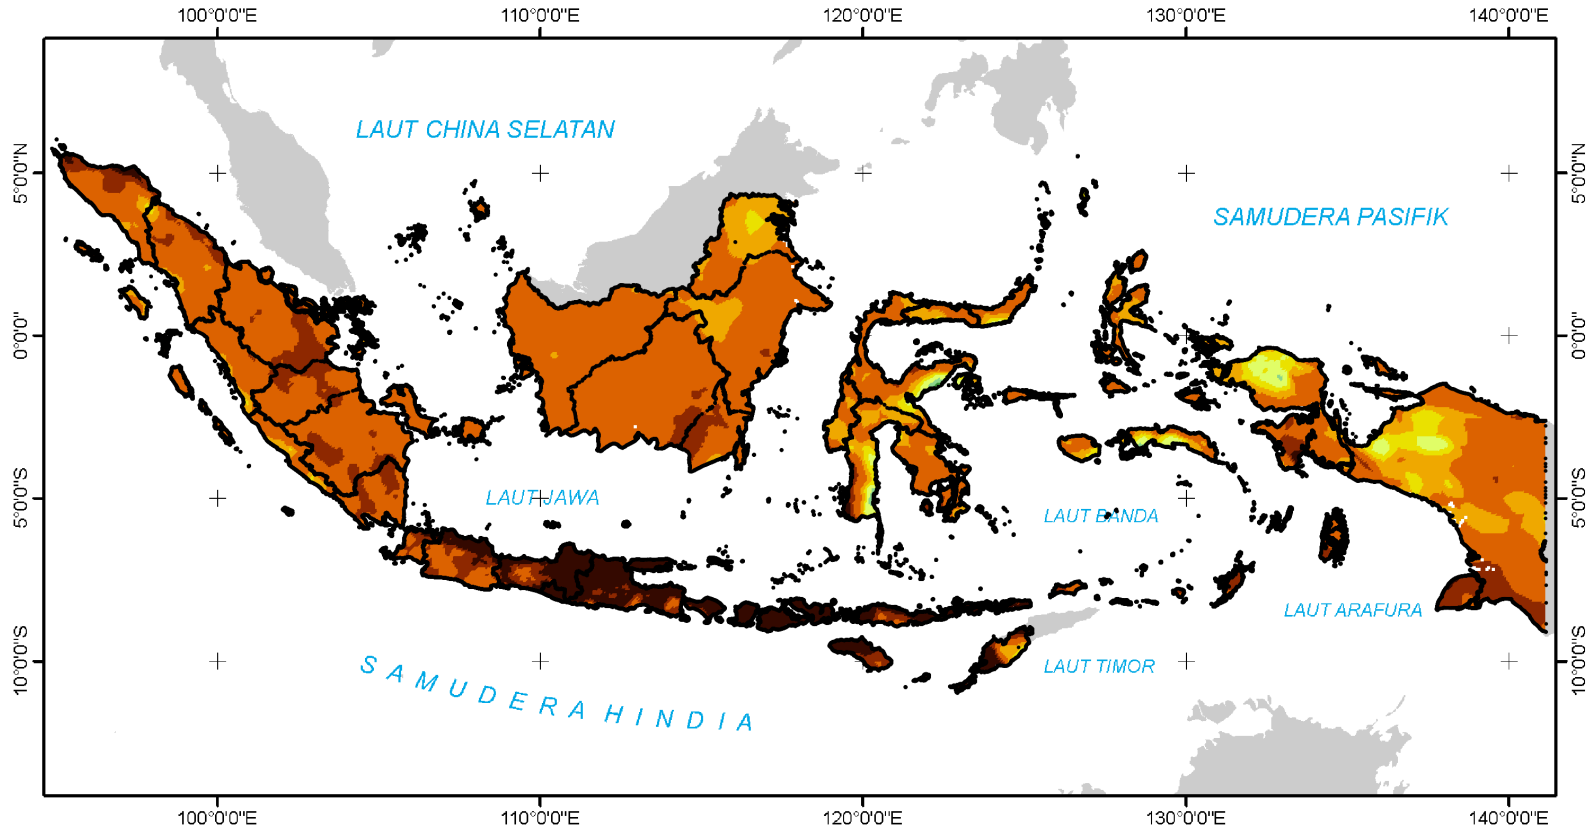 100°0'0"E 110°0'0"E 120°0'0"E 130°0'0"E 140°0'0"E
LAUT CHINA SELATAN
5°0'0"N 5°0'0"N
SAMUDERA PASIFIK
0°0'0" 0°0'0"
5°0'0"S LAUT JAWA 5°0'0"S
LAUT BANDA
LAUT ARAFURA
10°0'0"S LAUT TIMOR 10°0'0"S
SAMUDERA HINDIA
100°0'0"E 110°0'0"E 120°0'0"E 130°0'0"E 140°0'0"E